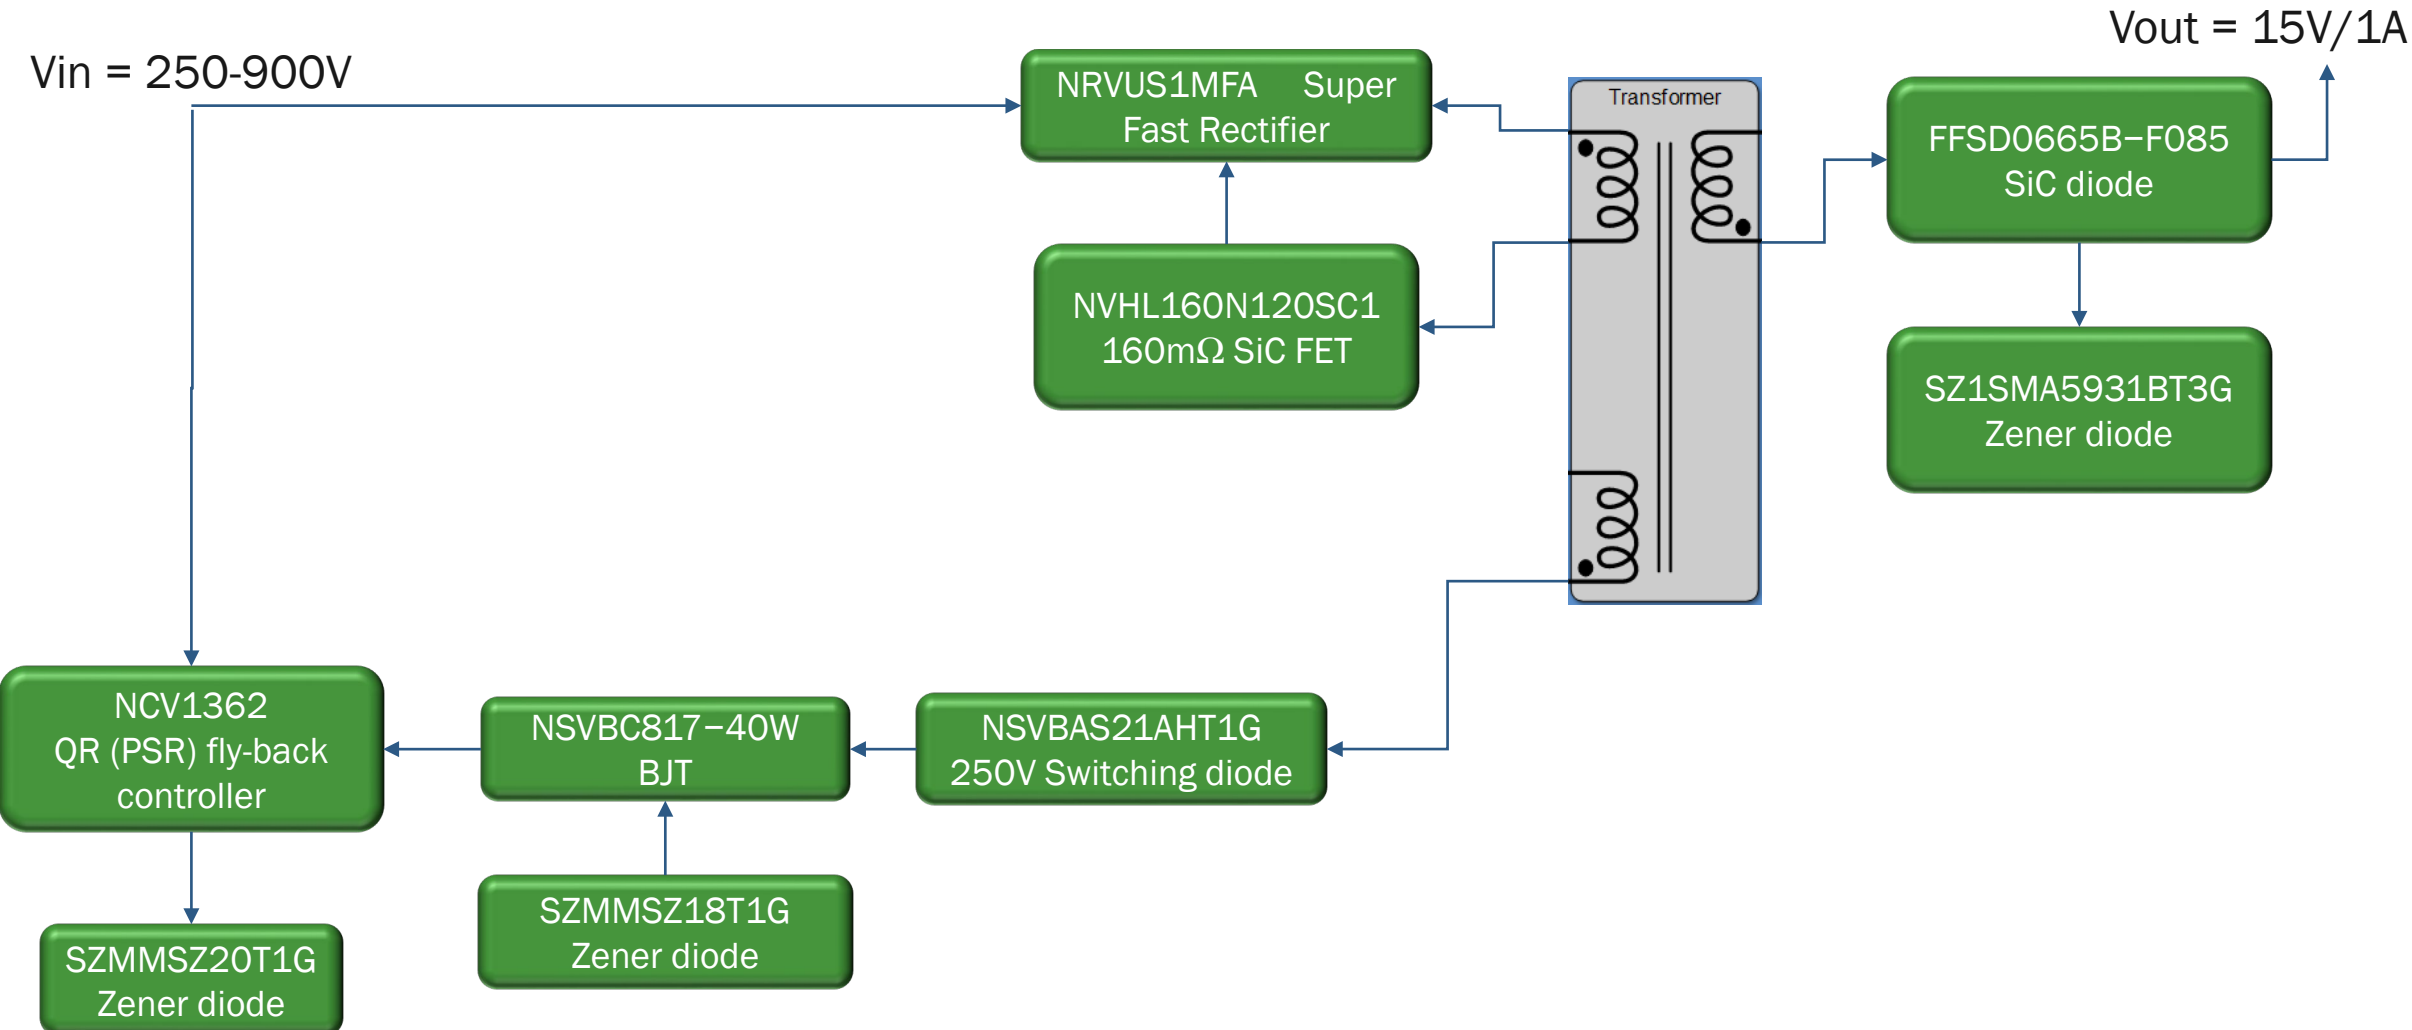 Vin = 250-900V
Vout = 15V/1A
NRVUS1MFA Super
Fast Rectifier
Transformer
FFSD0665B−F085
SiC diode
NVHL160N120SC1
160mΩ SiC FET
SZ1SMA5931BT3G
Zener diode
NCV1362
QR (PSR) fly-back
controller
NSVBC817−40W
BJT
NSVBAS21AHT1G
250V Switching diode
SZMMSZ18T1G
Zener diode
SZMMSZ20T1G
Zener diode